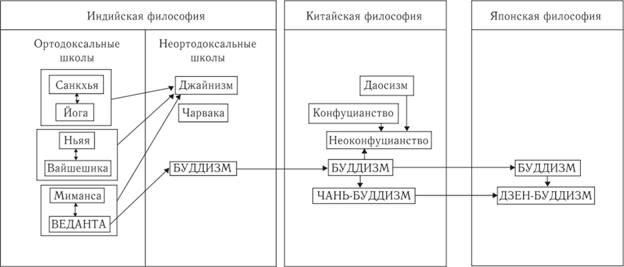 Индийская философия
Ортодоксальные
школы
Неортодоксальные
школы
Санкхья
Йога
Ньяя
Вайшешика
Миманса
ВЕДАНТА
Джайнизм
Чарвака
БУДДИЗМ
Китайская философия
Даосизм
Конфуцианство
Неоконфуцианство
БУДДИЗМ
ЧАНЬ-БУДДИЗМ
Японская философия
БУДДИЗМ
ДЗЕН-БУДДИЗМ